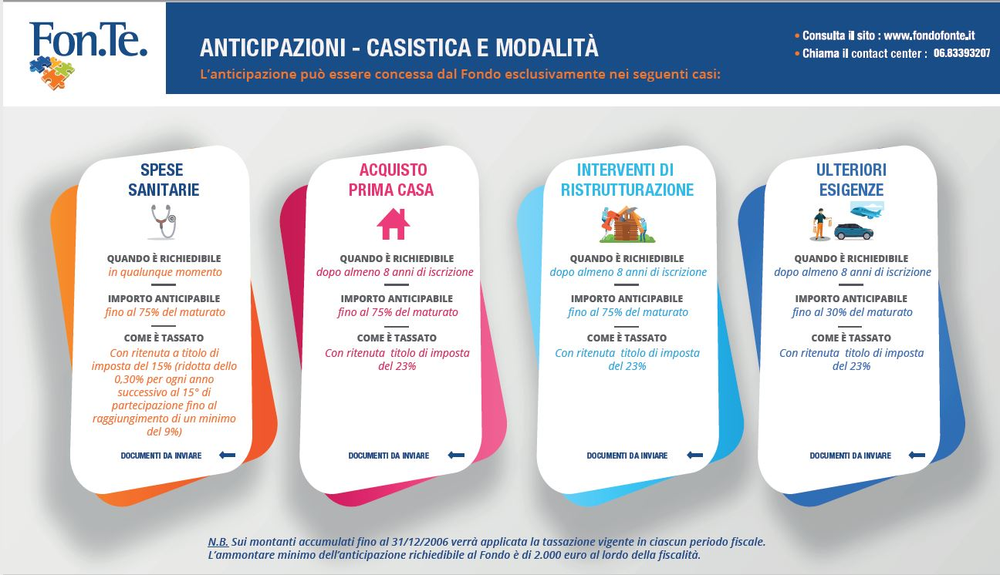 Fon.Te.
ANTICIPAZIONI - CASISTICA E MODALITÀ
L'anticipazione può essere concessa dal Fondo esclusivamente nei seguenti casi:
• Consulta il sito : www.fondofonte.it
• Chiama il contact center : 06.83393207
SPESE
SANITARIE
QUANDO È RICHIEDIBILE
in qualunque momento
IMPORTO ANTICIPABILE
fino al 75% del maturato
COME È TASSATO
Con ritenuta a titolo di
imposta del 15% (ridotta dello
0,30% per ogni anno
successivo al 15° di
partecipazione fino al
raggiungimento di un minimo
del 9%)
DOCUMENTI DA INVIARE
ACQUISTO
PRIMA CASA
QUANDO È RICHIEDIBILE
dopo almeno 8 anni di iscrizione
IMPORTO ANTICIPABILE
fino al 75% del maturato
COME È TASSATO
Con ritenuta titolo di imposta
del 23%
DOCUMENTI DA INVIARE
INTERVENTI DI
RISTRUTTURAZIONE
QUANDO È RICHIEDIBILE
dopo almeno 8 anni di iscrizione
IMPORTO ANTICIPABILE
fino al 75% del maturato
COME È TASSATO
Con ritenuta titolo di imposta
del 23%
DOCUMENTI DA INVIARE
ULTERIORI
ESIGENZE
QUANDO È RICHIEDIBILE
dopo almeno 8 anni di iscrizione
IMPORTO ANTICIPABILE
fino al 30% del maturato
COME È TASSATO
Con ritenuta titolo di imposta
del 23%
DOCUMENTI DA INVIARE
N.B. Sui montanti accumulati fino al 31/12/2006 verrà applicata la tassazione vigente in ciascun periodo fiscale.
L'ammontare minimo dell'anticipazione richiedibile al Fondo è di 2.000 euro al lordo della fiscalità.